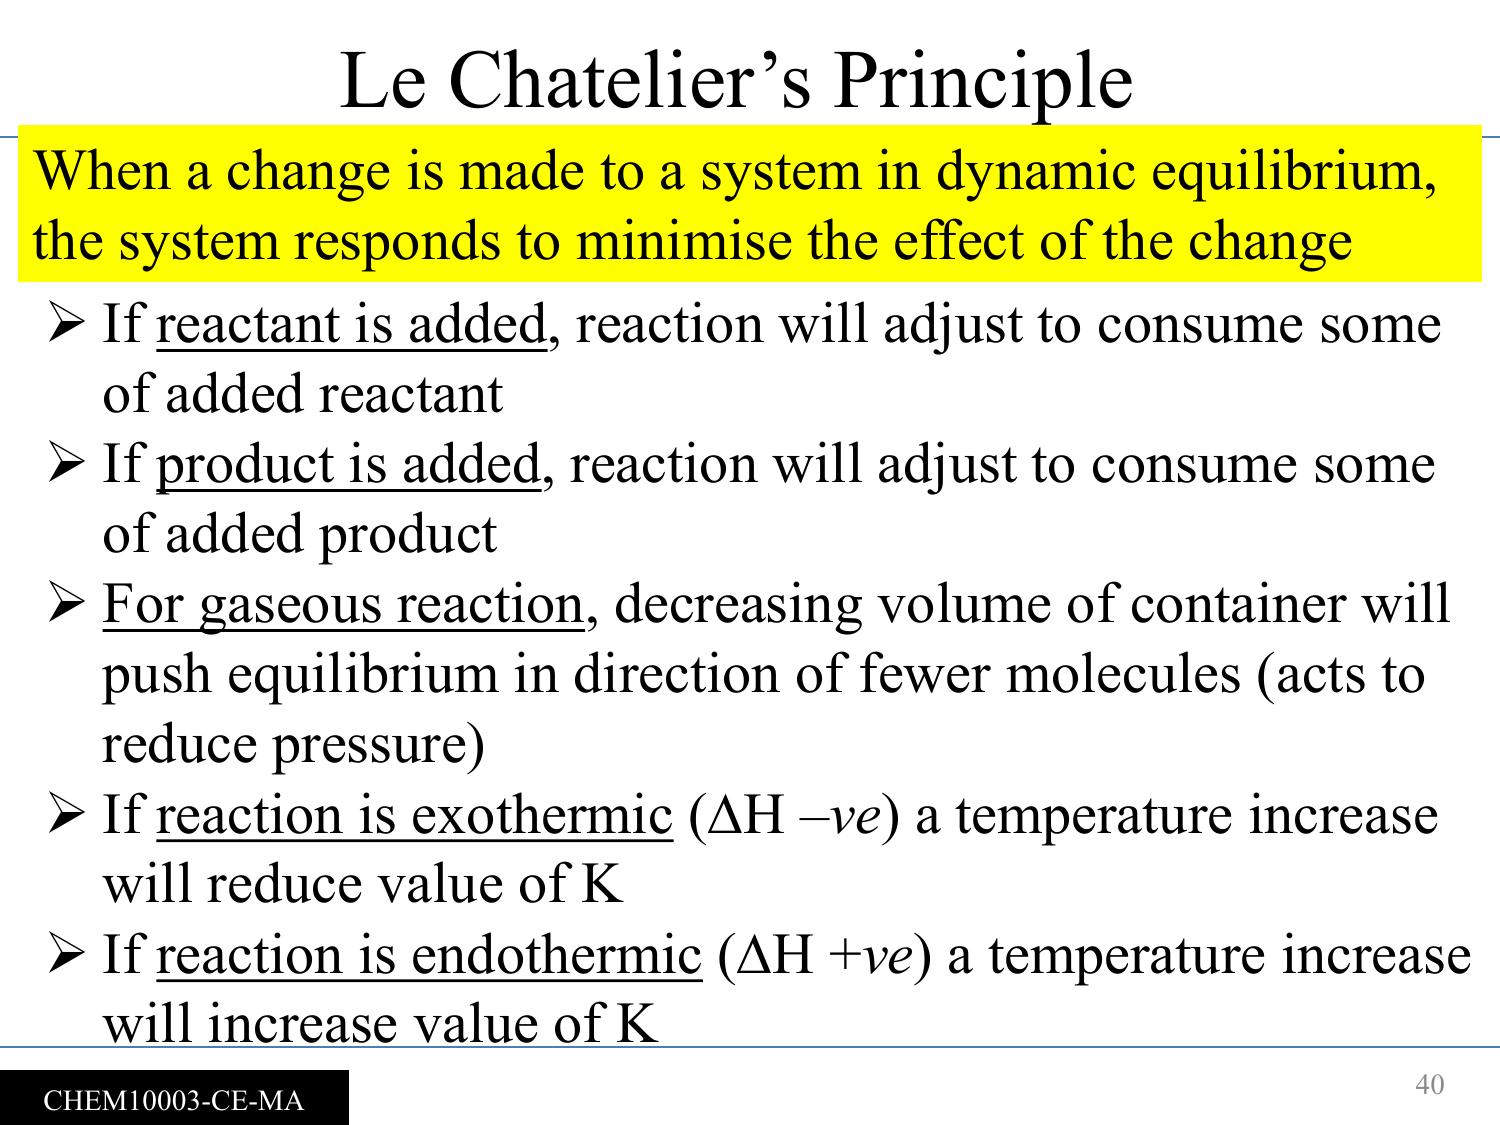 Le Chatelier’s Principle
When a change is made to a system in dynamic equilibrium,
the system responds to minimise the effect of the change
➢ If reactant is added, reaction will adjust to consume some
of added reactant
➢ If product is added, reaction will adjust to consume some
of added product
➢ For gaseous reaction, decreasing volume of container will
push equilibrium in direction of fewer molecules (acts to
reduce pressure)
➢ If reaction is exothermic (ΔH –ve) a temperature increase
will reduce value of K
➢ If reaction is endothermic (ΔH +ve) a temperature increase
will increase value of K
CHEM10003-CE-MA
40